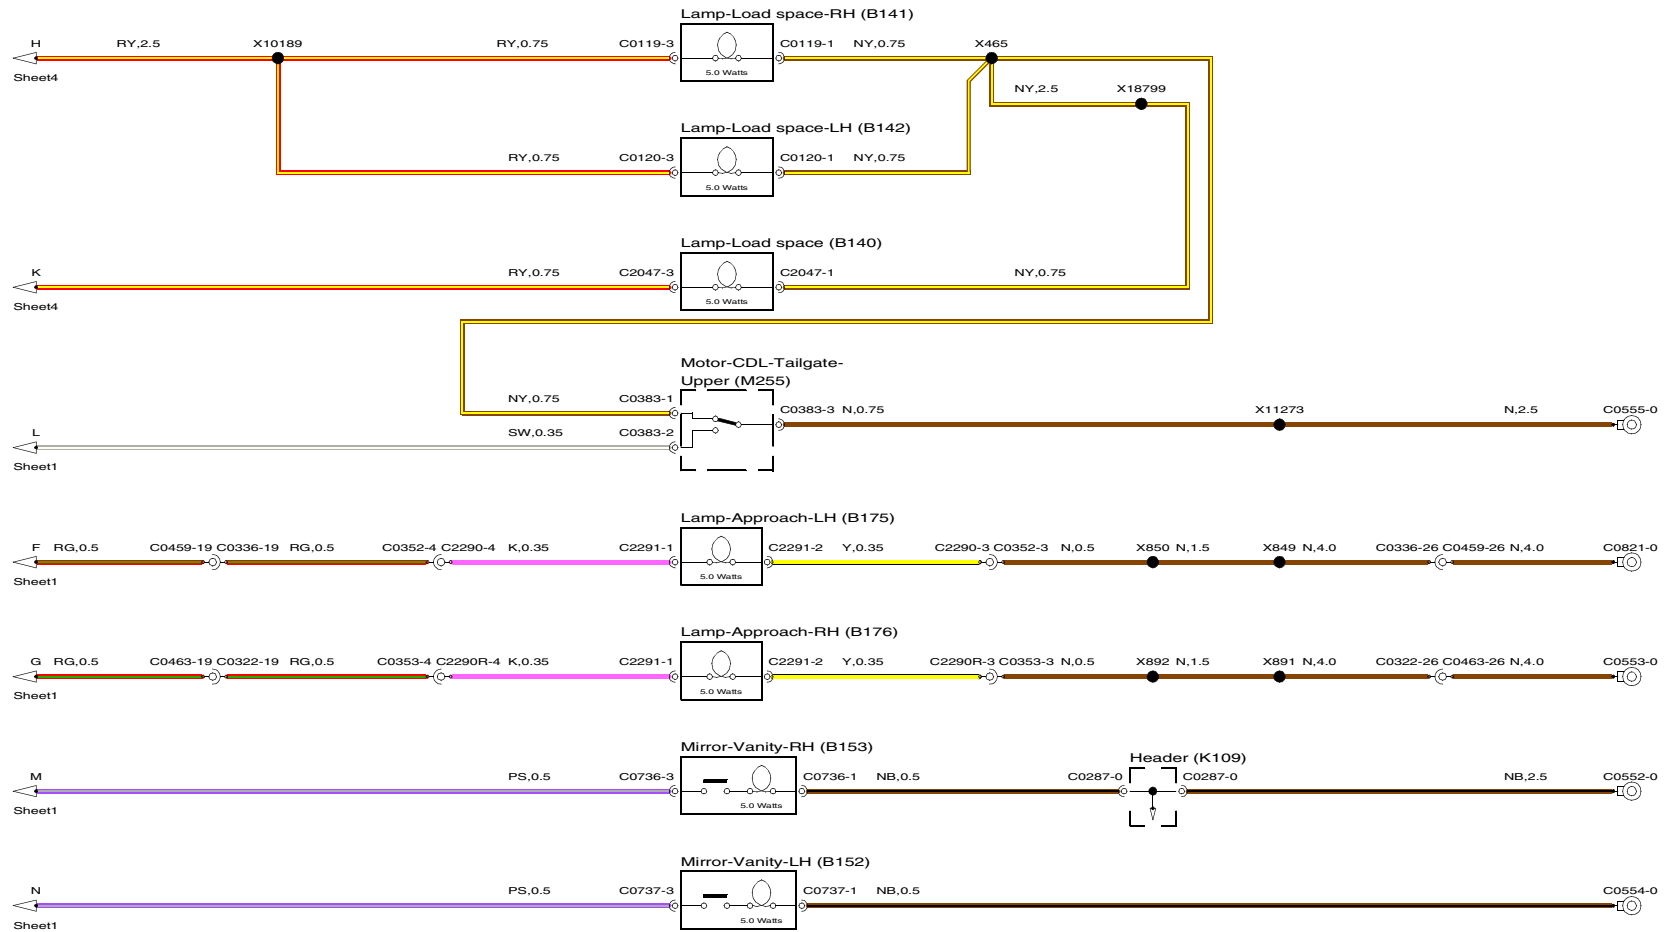 Lamp-Load space-RH (B141)
H RY,2.5 X10189 RY,0.75 C0119-3 C0119-1 NY,0.75 X465
5.0 Watts
Sheet4
NY,2.5 X18799
Lamp-Load space-LH (B142)
RY,0.75 C0120-3 C0120-1 NY,0.75
5.0 Watts
Lamp-Load space (B140)
K RY,0.75 C2047-3 C2047-1 NY,0.75
5.0 Watts
Sheet4
Motor-CDL-Tailgate-
Upper (M255)
NY,0.75 C0383-1 C0383-3 N,0.75 X11273 N,2.5 C0555-0
L SW,0.35 C0383-2
Sheet1
Lamp-Approach-LH (B175)
F RG,0.5 C0459-19 C0336-19 RG,0.5 C0352-4 C2290-4 K,0.35 C2291-1 C2291-2 Y,0.35 C2290-3 C0352-3 N,0.5 X850 N,1.5 X849 N,4.0 C0336-26 C0459-26 N,4.0 C0821-0
5.0 Watts
Sheet1
Lamp-Approach-RH (B176)
G RG,0.5 C0463-19 C0322-19 RG,0.5 C0353-4 C2290R-4 K,0.35 C2291-1 C2291-2 Y,0.35 C2290R-3 C0353-3 N,0.5 X892 N,1.5 X891 N,4.0 C0322-26 C0463-26 N,4.0 C0553-0
5.0 Watts
Sheet1
Mirror-Vanity-RH (B153)
Header (K109)
M PS,0.5 C0736-3 C0736-1 NB,0.5 C0287-0 C0287-0 NB,2.5 C0552-0
5.0 Watts
Sheet1
Mirror-Vanity-LH (B152)
N PS,0.5 C0737-3 C0737-1 NB,0.5 C0554-0
5.0 Watts
Sheet1